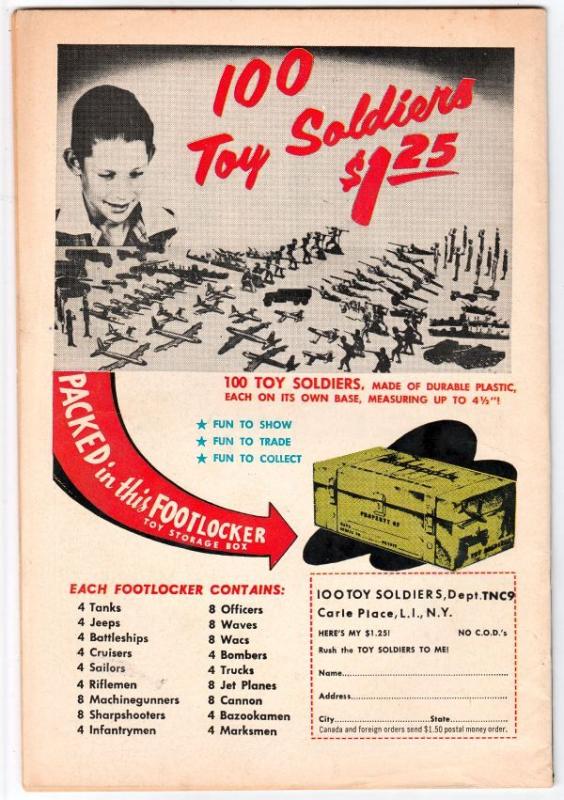 100
Toy Soldiers
$1.25
100 TOY SOLDIERS, MADE OF DURABLE PLASTIC,
EACH ON ITS OWN BASE, MEASURING UP TO 4½"!
★ FUN TO SHOW
★ FUN TO TRADE
★ FUN TO COLLECT
PACKED in this FOOTLOCKER
TOY STORAGE BOX
PROPERTY OF
EACH FOOTLOCKER CONTAINS:
4 Tanks
4 Jeeps
4 Battleships
4 Cruisers
4 Sailors
4 Riflemen
8 Machinegunners
8 Sharpshooters
4 Infantrymen
8 Officers
8 Waves
8 Wacs
4 Bombers
4 Trucks
8 Jet Planes
8 Cannon
4 Bazookamen
4 Marksmen
100 TOY SOLDIERS, Dept. TNC9
Carle Place, L.I., N.Y.
HERE'S MY $1.25! NO C.O.D.'s
Rush the TOY SOLDIERS TO ME!
Name
Address
City State
Canada and foreign orders send $1.50 postal money order.